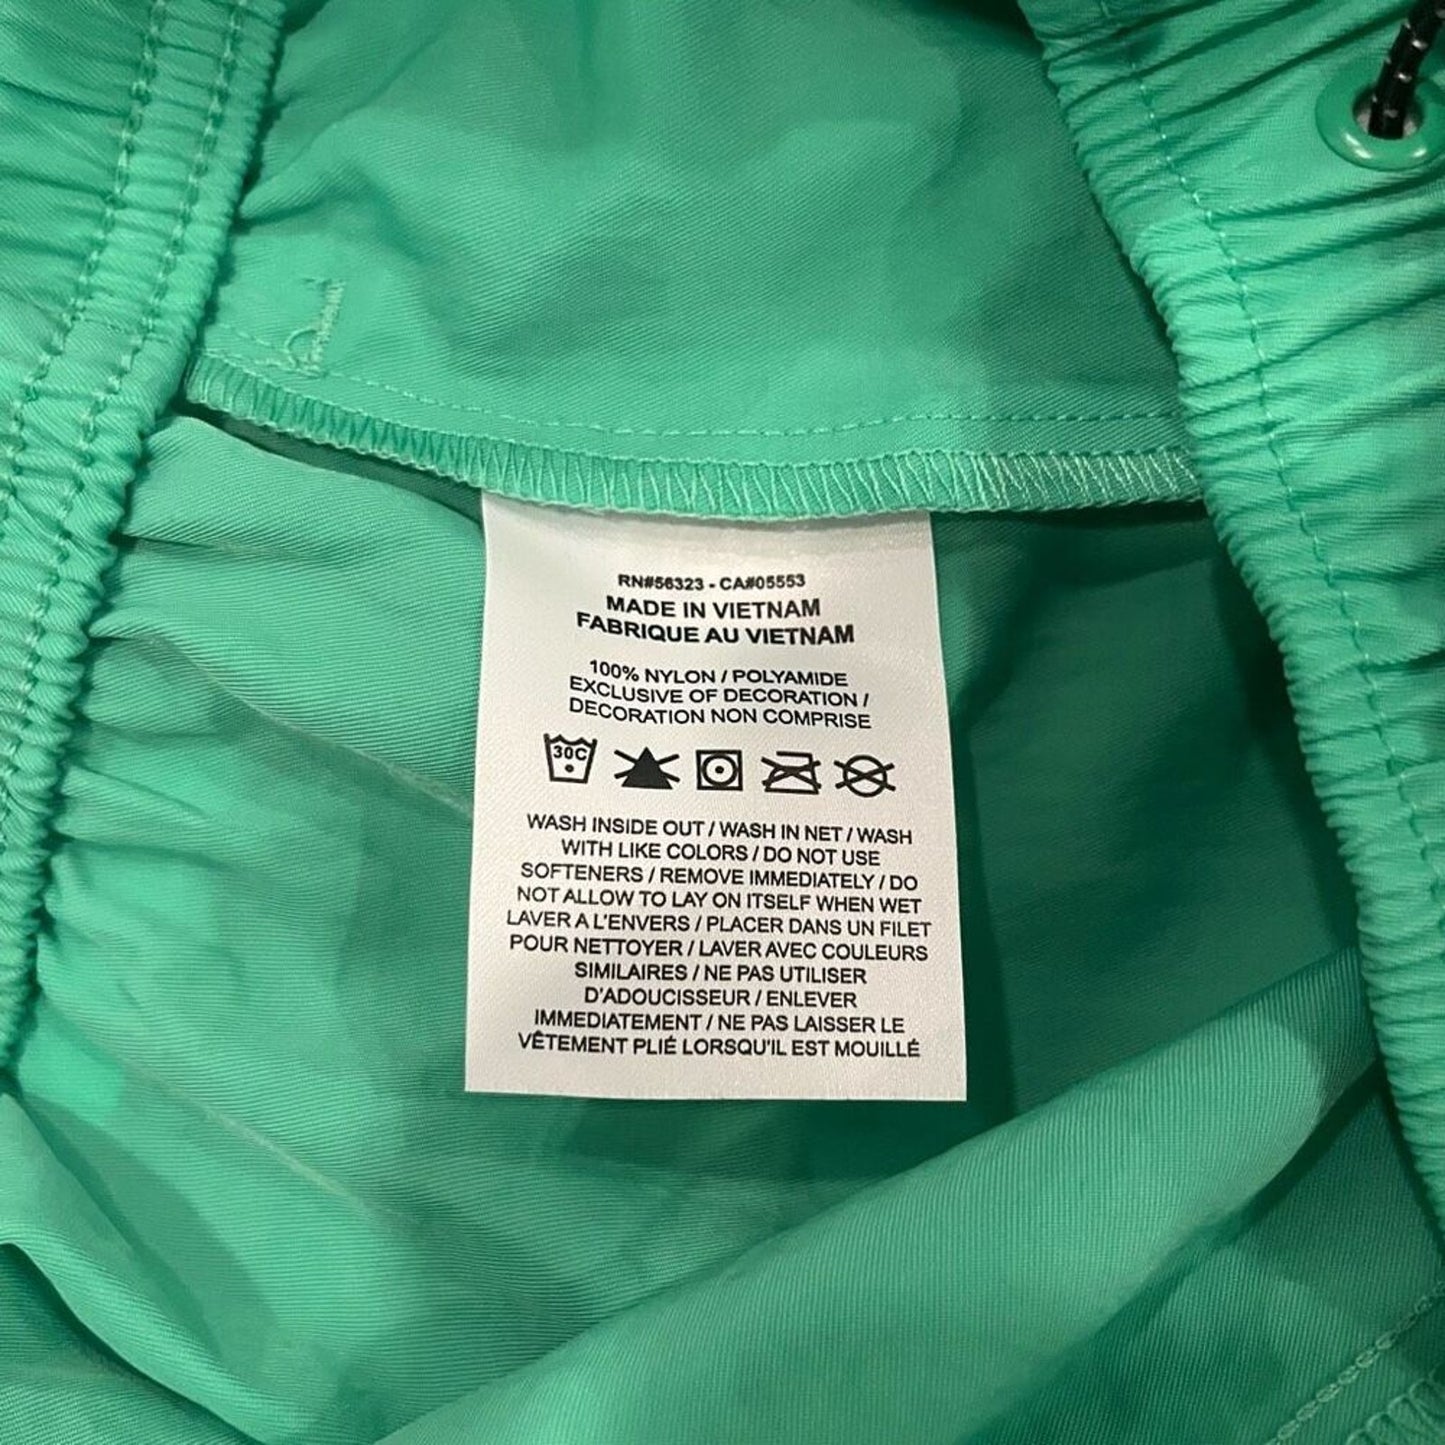 RN#56323 - CA#05553
MADE IN VIETNAM
FABRIQUE AU VIETNAM
100% NYLON / POLYAMIDE
EXCLUSIVE OF DECORATION /
DECORATION NON COMPRISE
30C
WASH INSIDE OUT / WASH IN NET / WASH
WITH LIKE COLORS / DO NOT USE
SOFTENERS / REMOVE IMMEDIATELY / DO
NOT ALLOW TO LAY ON ITSELF WHEN WET
LAVER A L'ENVERS / PLACER DANS UN FILET
POUR NETTOYER / LAVER AVEC COULEURS
SIMILAIRES / NE PAS UTILISER
D'ADOUCISSEUR / ENLEVER
IMMEDIATEMENT / NE PAS LAISSER LE
VÊTEMENT PLIÉ LORSQU'IL EST MOUILLÉ